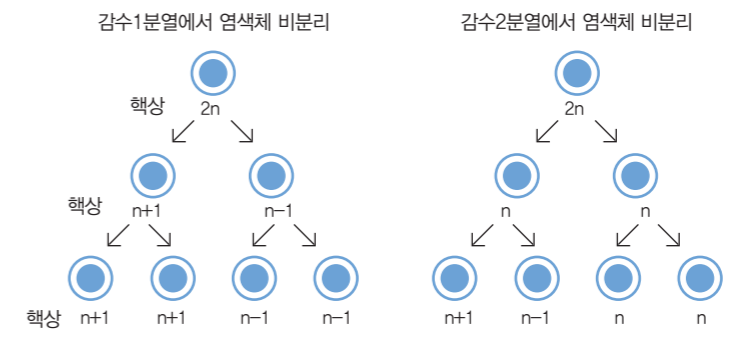 감수1분열에서 염색체 비분리
감수2분열에서 염색체 비분리
핵상 2n 2n
핵상 n+1 n−1 n n
핵상 n+1 n+1 n−1 n−1 n+1 n−1 n n